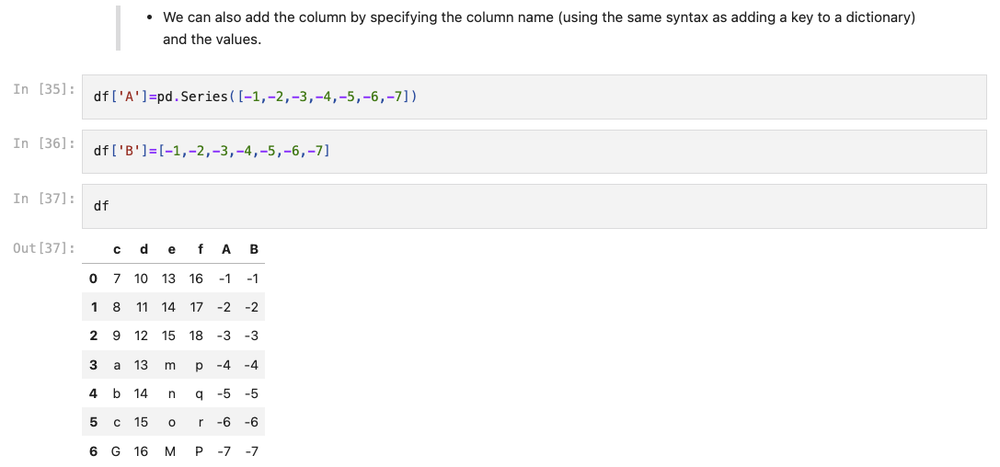 • We can also add the column by specifying the column name (using the same syntax as adding a key to a dictionary)
and the values.
In [35]: df['A']=pd.Series([-1,-2,-3,-4,-5,-6,-7])
In [36]: df['B']=[-1,-2,-3,-4,-5,-6,-7]
In [37]: df
Out[37]: c d e f A B
0 7 10 13 16 -1 -1
1 8 11 14 17 -2 -2
2 9 12 15 18 -3 -3
3 a 13 m p -4 -4
4 b 14 n q -5 -5
5 c 15 o r -6 -6
6 G 16 M P -7 -7